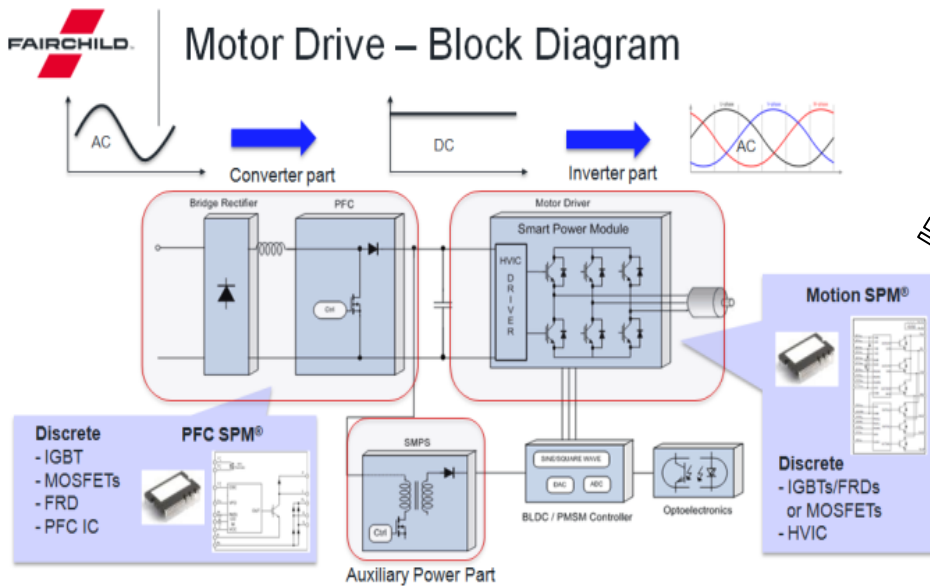 FAIRCHILD
Motor Drive – Block Diagram
AC
DC
AC
Converter part
Inverter part
Bridge Rectifier
PFC
Motor Driver
Smart Power Module
HVIC
DRIVER
Ctrl
Motion SPM®
Discrete
- IGBTs/FRDs
or MOSFETs
- HVIC
Discrete
- IGBT
- MOSFETs
- FRD
- PFC IC
PFC SPM®
SMPS
Ctrl
SINE/SQUARE WAVE
ADC
BLDC / PMSM Controller
Optoelectronics
Auxiliary Power Part